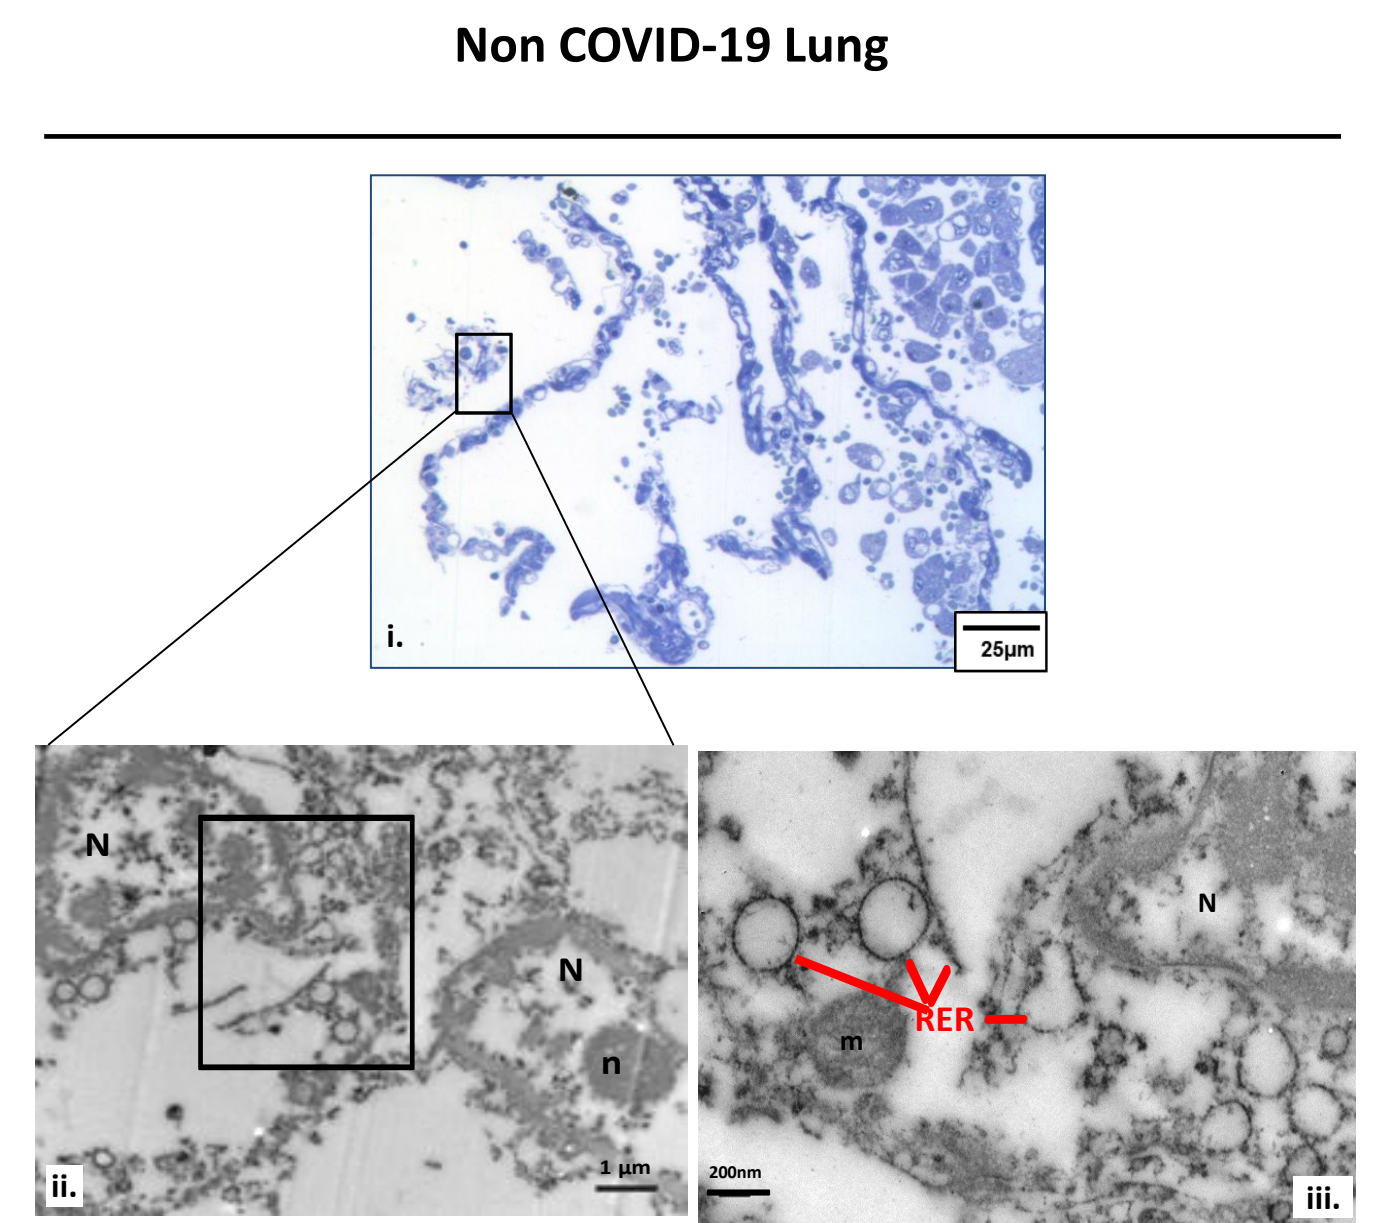 Non COVID-19 Lung
i.
25µm
N
N
n
1 µm
ii.
N
RER
m
200nm
iii.